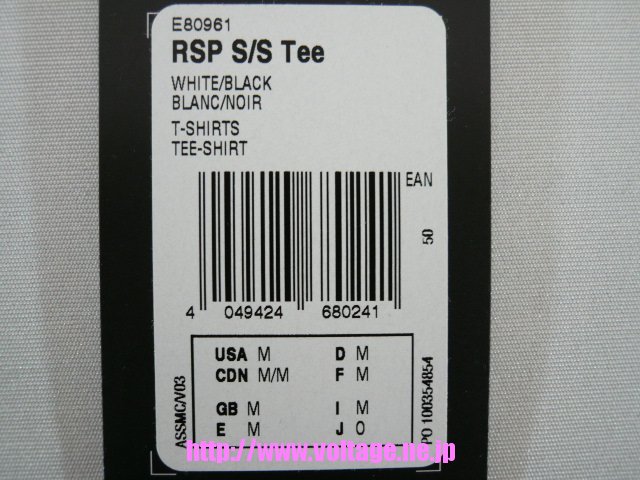 E80961
RSP S/S Tee
WHITE/BLACK
BLANC/NOIR
T-SHIRTS
TEE-SHIRT
EAN
50
4 049424 680241
USA M D M
CDN M/M F M
GB M I M
E M J O
ASSMC/V03
PO 100354854
http://www.voltage.ne.jp